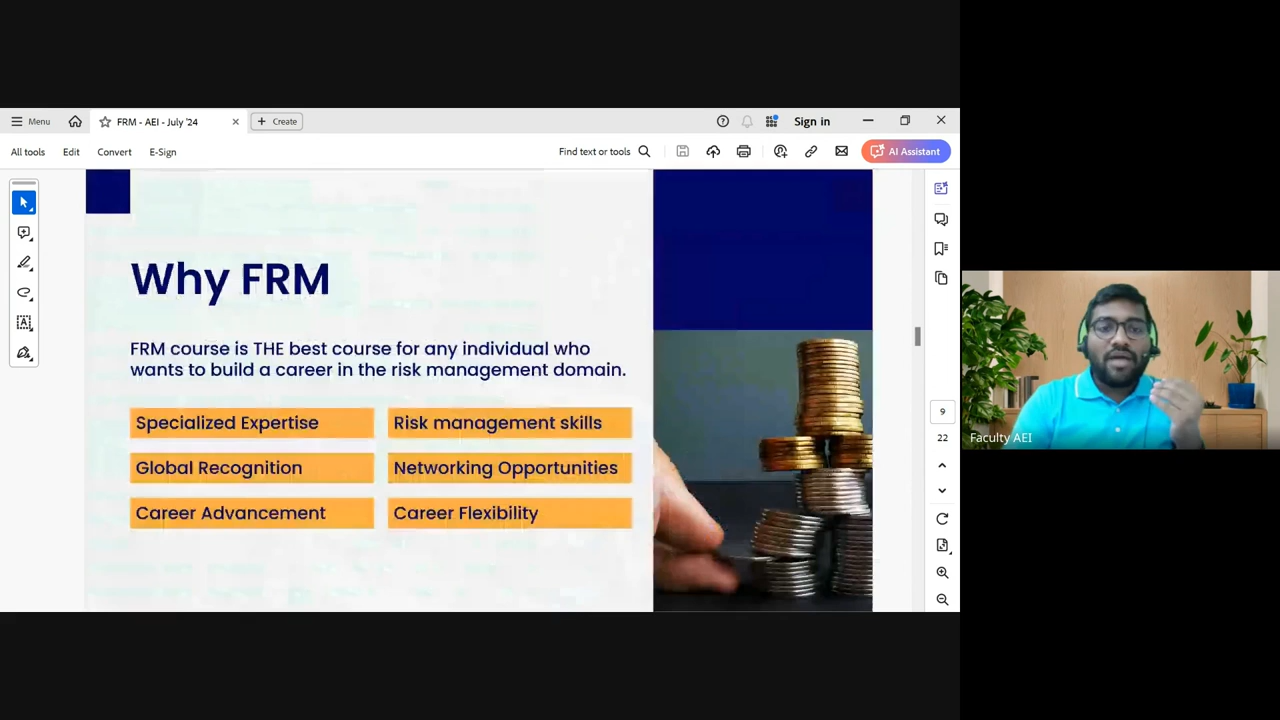 Menu
FRM - AEI - July '24
Create
Sign in
All tools
Edit
Convert
E-Sign
Find text or tools
AI Assistant
Why FRM
FRM course is THE best course for any individual who
wants to build a career in the risk management domain.
Specialized Expertise
Risk management skills
Global Recognition
Networking Opportunities
Career Advancement
Career Flexibility
9
22
Faculty AEI